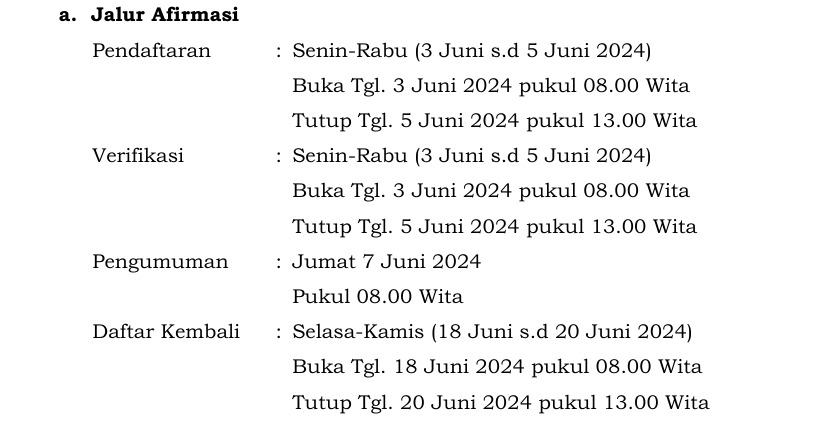 a. Jalur Afirmasi
Pendaftaran : Senin-Rabu (3 Juni s.d 5 Juni 2024)
Buka Tgl. 3 Juni 2024 pukul 08.00 Wita
Tutup Tgl. 5 Juni 2024 pukul 13.00 Wita
Verifikasi : Senin-Rabu (3 Juni s.d 5 Juni 2024)
Buka Tgl. 3 Juni 2024 pukul 08.00 Wita
Tutup Tgl. 5 Juni 2024 pukul 13.00 Wita
Pengumuman : Jumat 7 Juni 2024
Pukul 08.00 Wita
Daftar Kembali : Selasa-Kamis (18 Juni s.d 20 Juni 2024)
Buka Tgl. 18 Juni 2024 pukul 08.00 Wita
Tutup Tgl. 20 Juni 2024 pukul 13.00 Wita